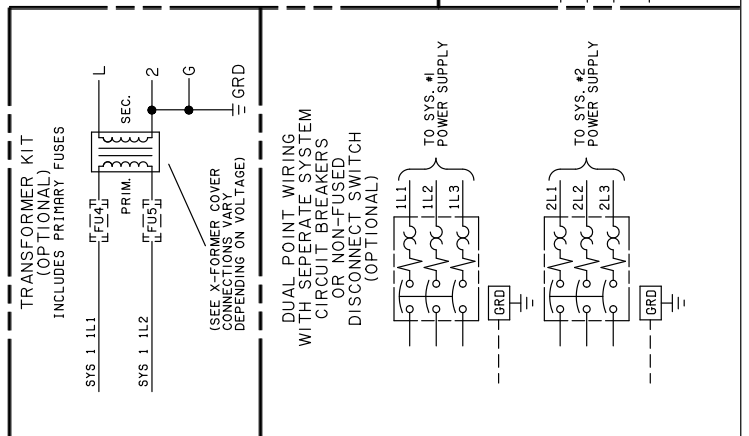 TRANSFORMER KIT
(OPTIONAL)
INCLUDES PRIMARY FUSES
SYS 1 1L1
SYS 1 1L2
FU4
FU5
PRIM.
SEC.
L
2
G
GRD
(SEE X-FORMER COVER
CONNECTIONS VARY
DEPENDING ON VOLTAGE)
DUAL POINT WIRING
WITH SEPERATE SYSTEM
CIRCUIT BREAKERS
OR NON-FUSED
DISCONNECT SWITCH
(OPTIONAL)
1L1
1L2
1L3
TO SYS. #1
POWER SUPPLY
GRD
2L1
2L2
2L3
TO SYS. #2
POWER SUPPLY
GRD